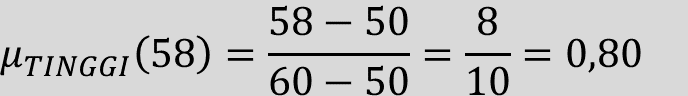 μTINGGI(58) = (58 − 50)/(60 − 50) = 8/10 = 0,80